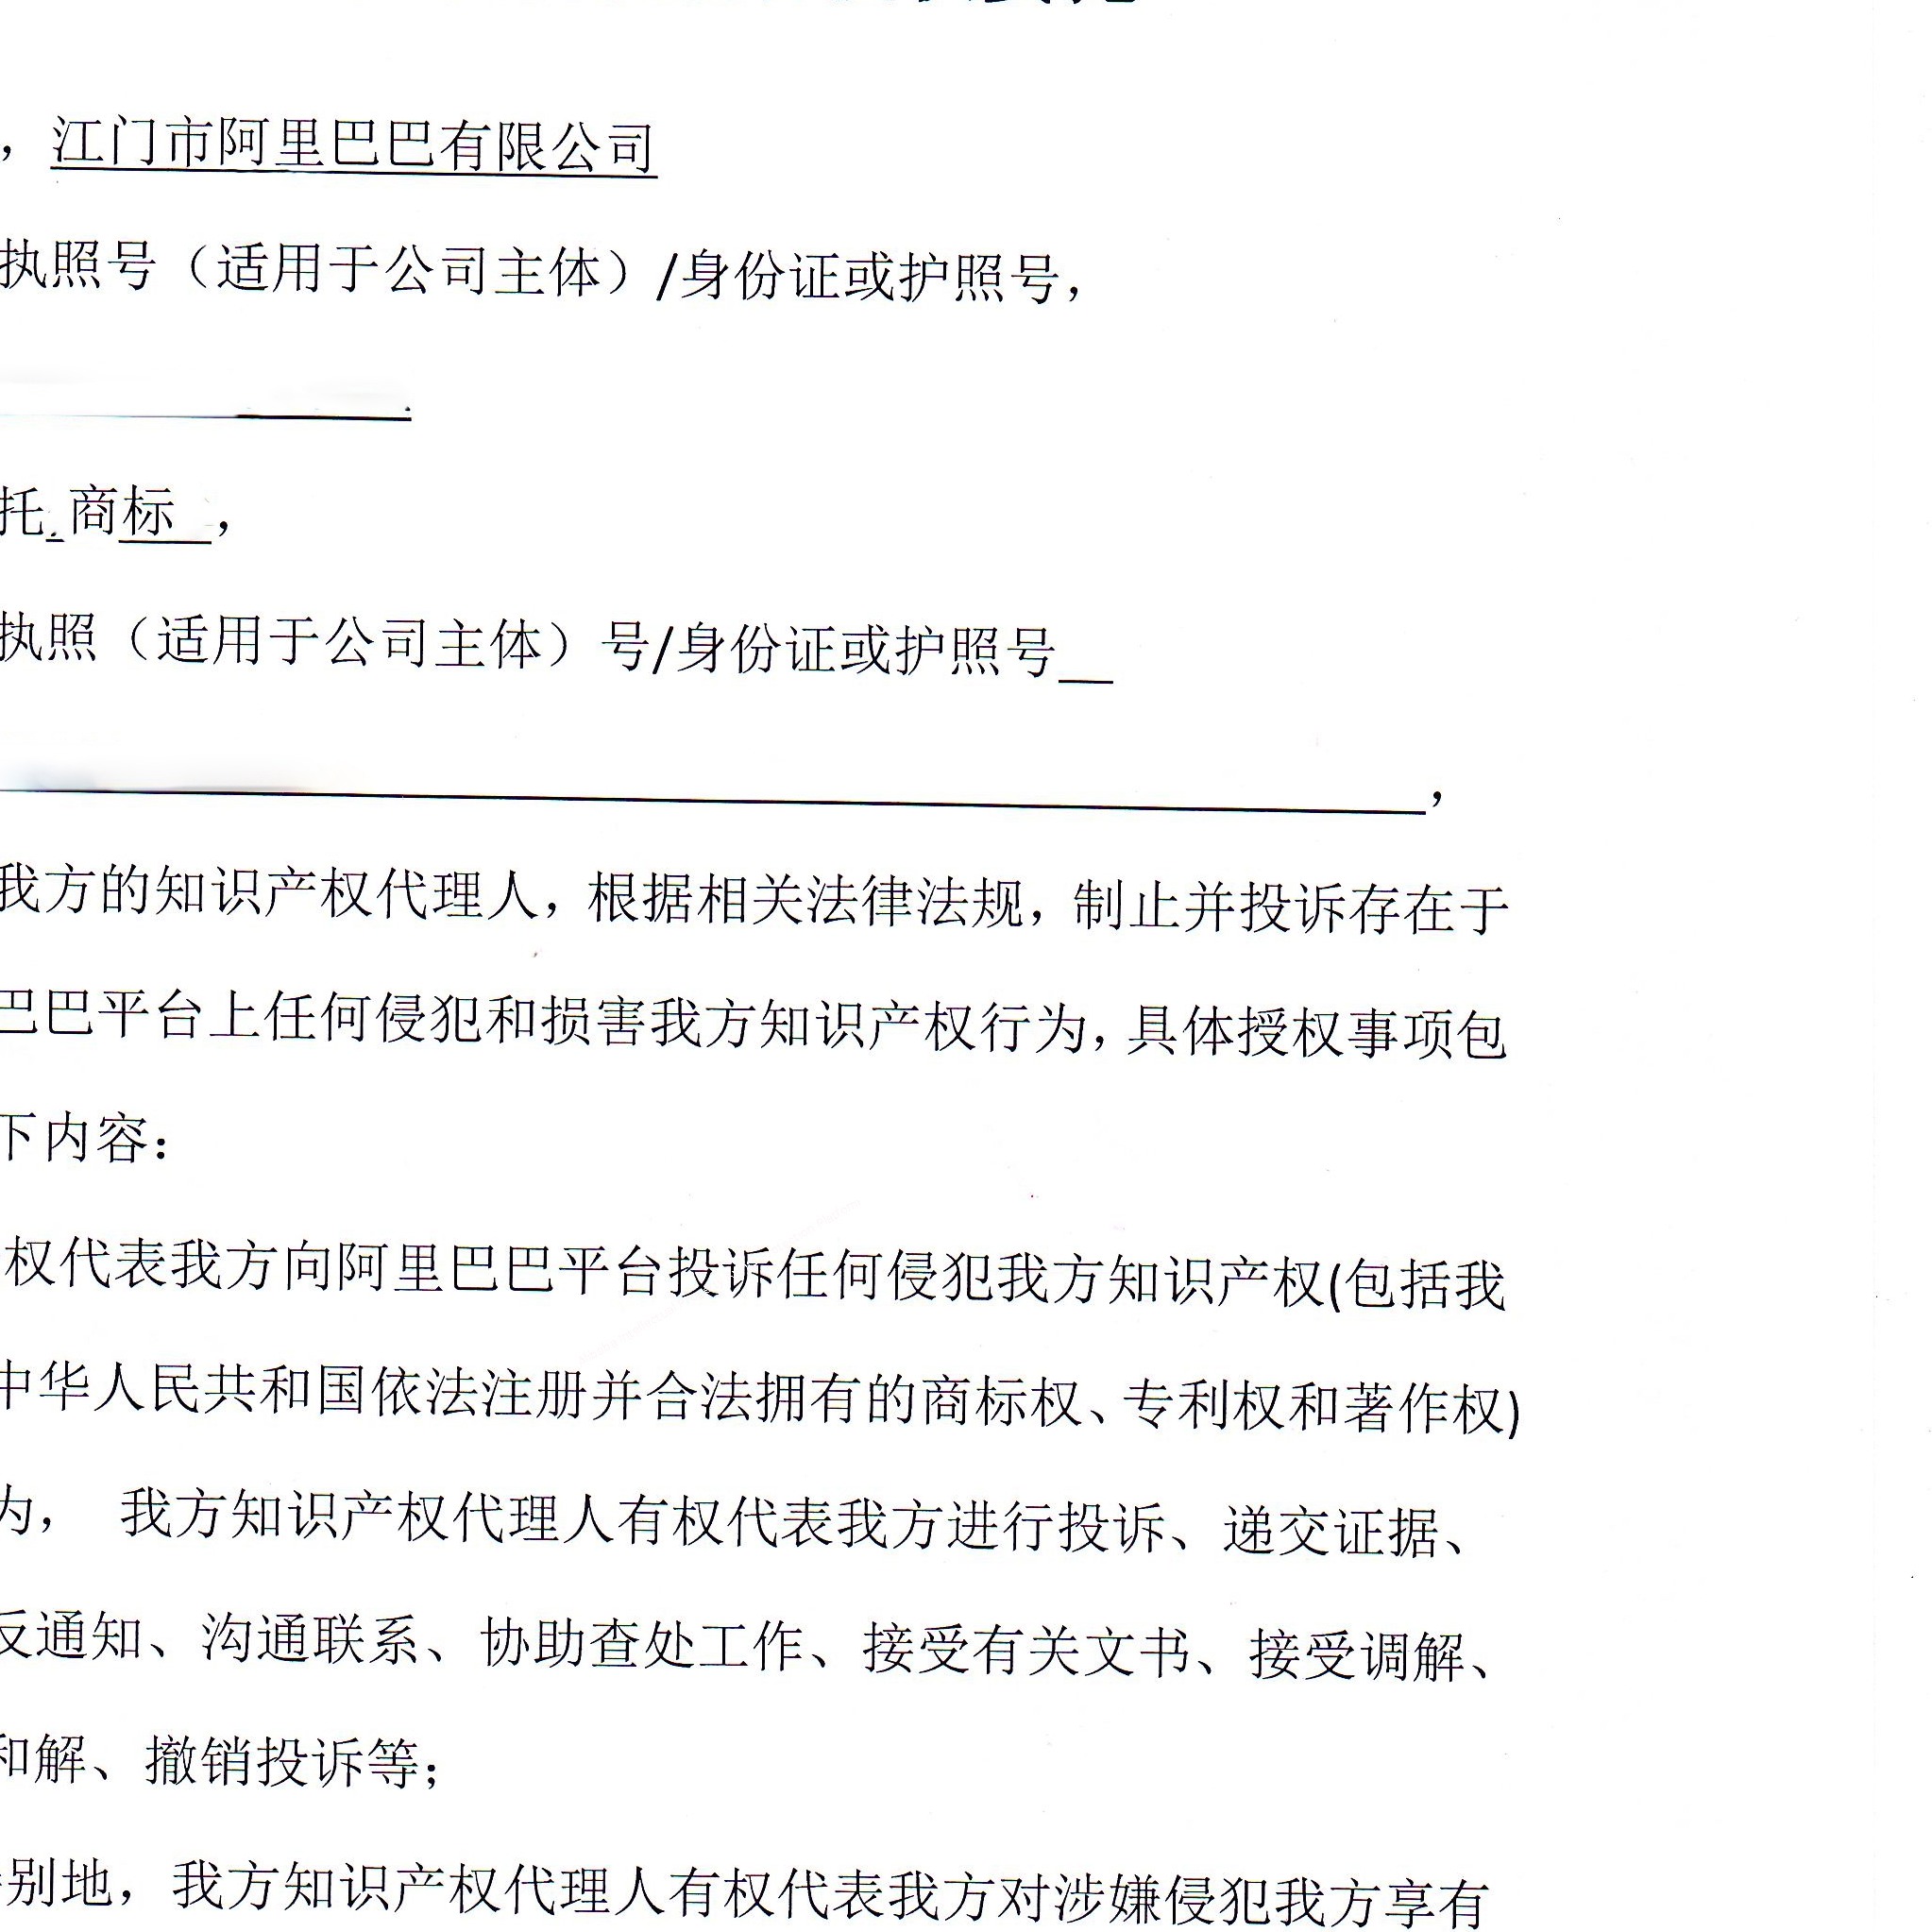 ，江门市阿里巴巴有限公司
执照号（适用于公司主体）/身份证或护照号，
托 商标 ，
执照（适用于公司主体）号/身份证或护照号
，
我方的知识产权代理人，根据相关法律法规，制止并投诉存在于
巴巴平台上任何侵犯和损害我方知识产权行为，具体授权事项包
下内容：
权代表我方向阿里巴巴平台投诉任何侵犯我方知识产权(包括我
中华人民共和国依法注册并合法拥有的商标权、专利权和著作权)
为， 我方知识产权代理人有权代表我方进行投诉、递交证据、
反通知、沟通联系、协助查处工作、接受有关文书、接受调解、
和解、撤销投诉等；
别地，我方知识产权代理人有权代表我方对涉嫌侵犯我方享有